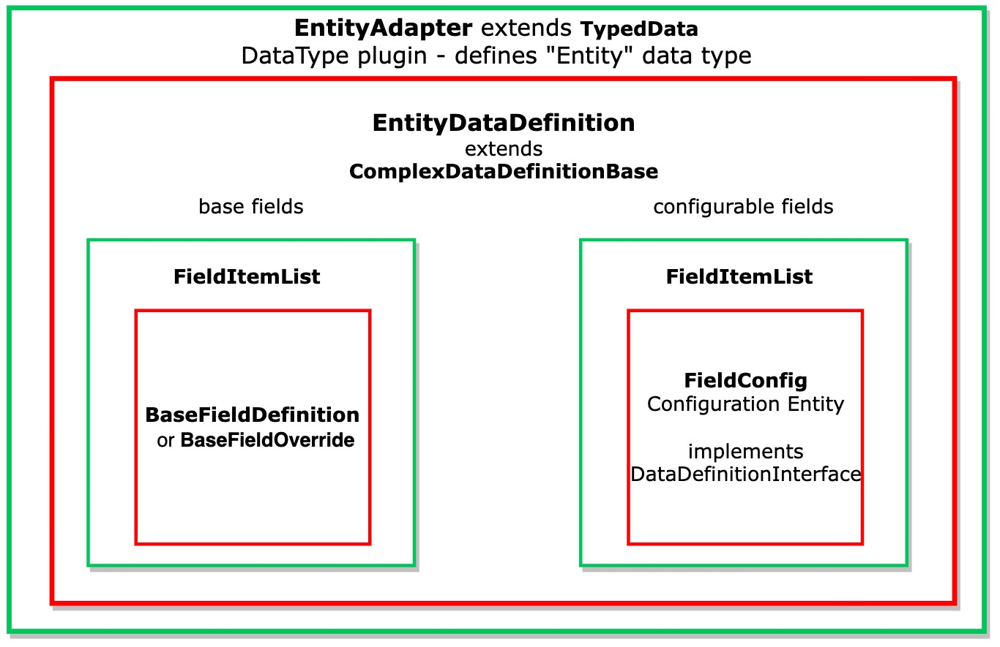 EntityAdapter extends TypedData
DataType plugin - defines "Entity" data type
EntityDataDefinition
extends
ComplexDataDefinitionBase
base fields
configurable fields
FieldItemList
FieldItemList
BaseFieldDefinition
or BaseFieldOverride
FieldConfig
Configuration Entity
implements
DataDefinitionInterface